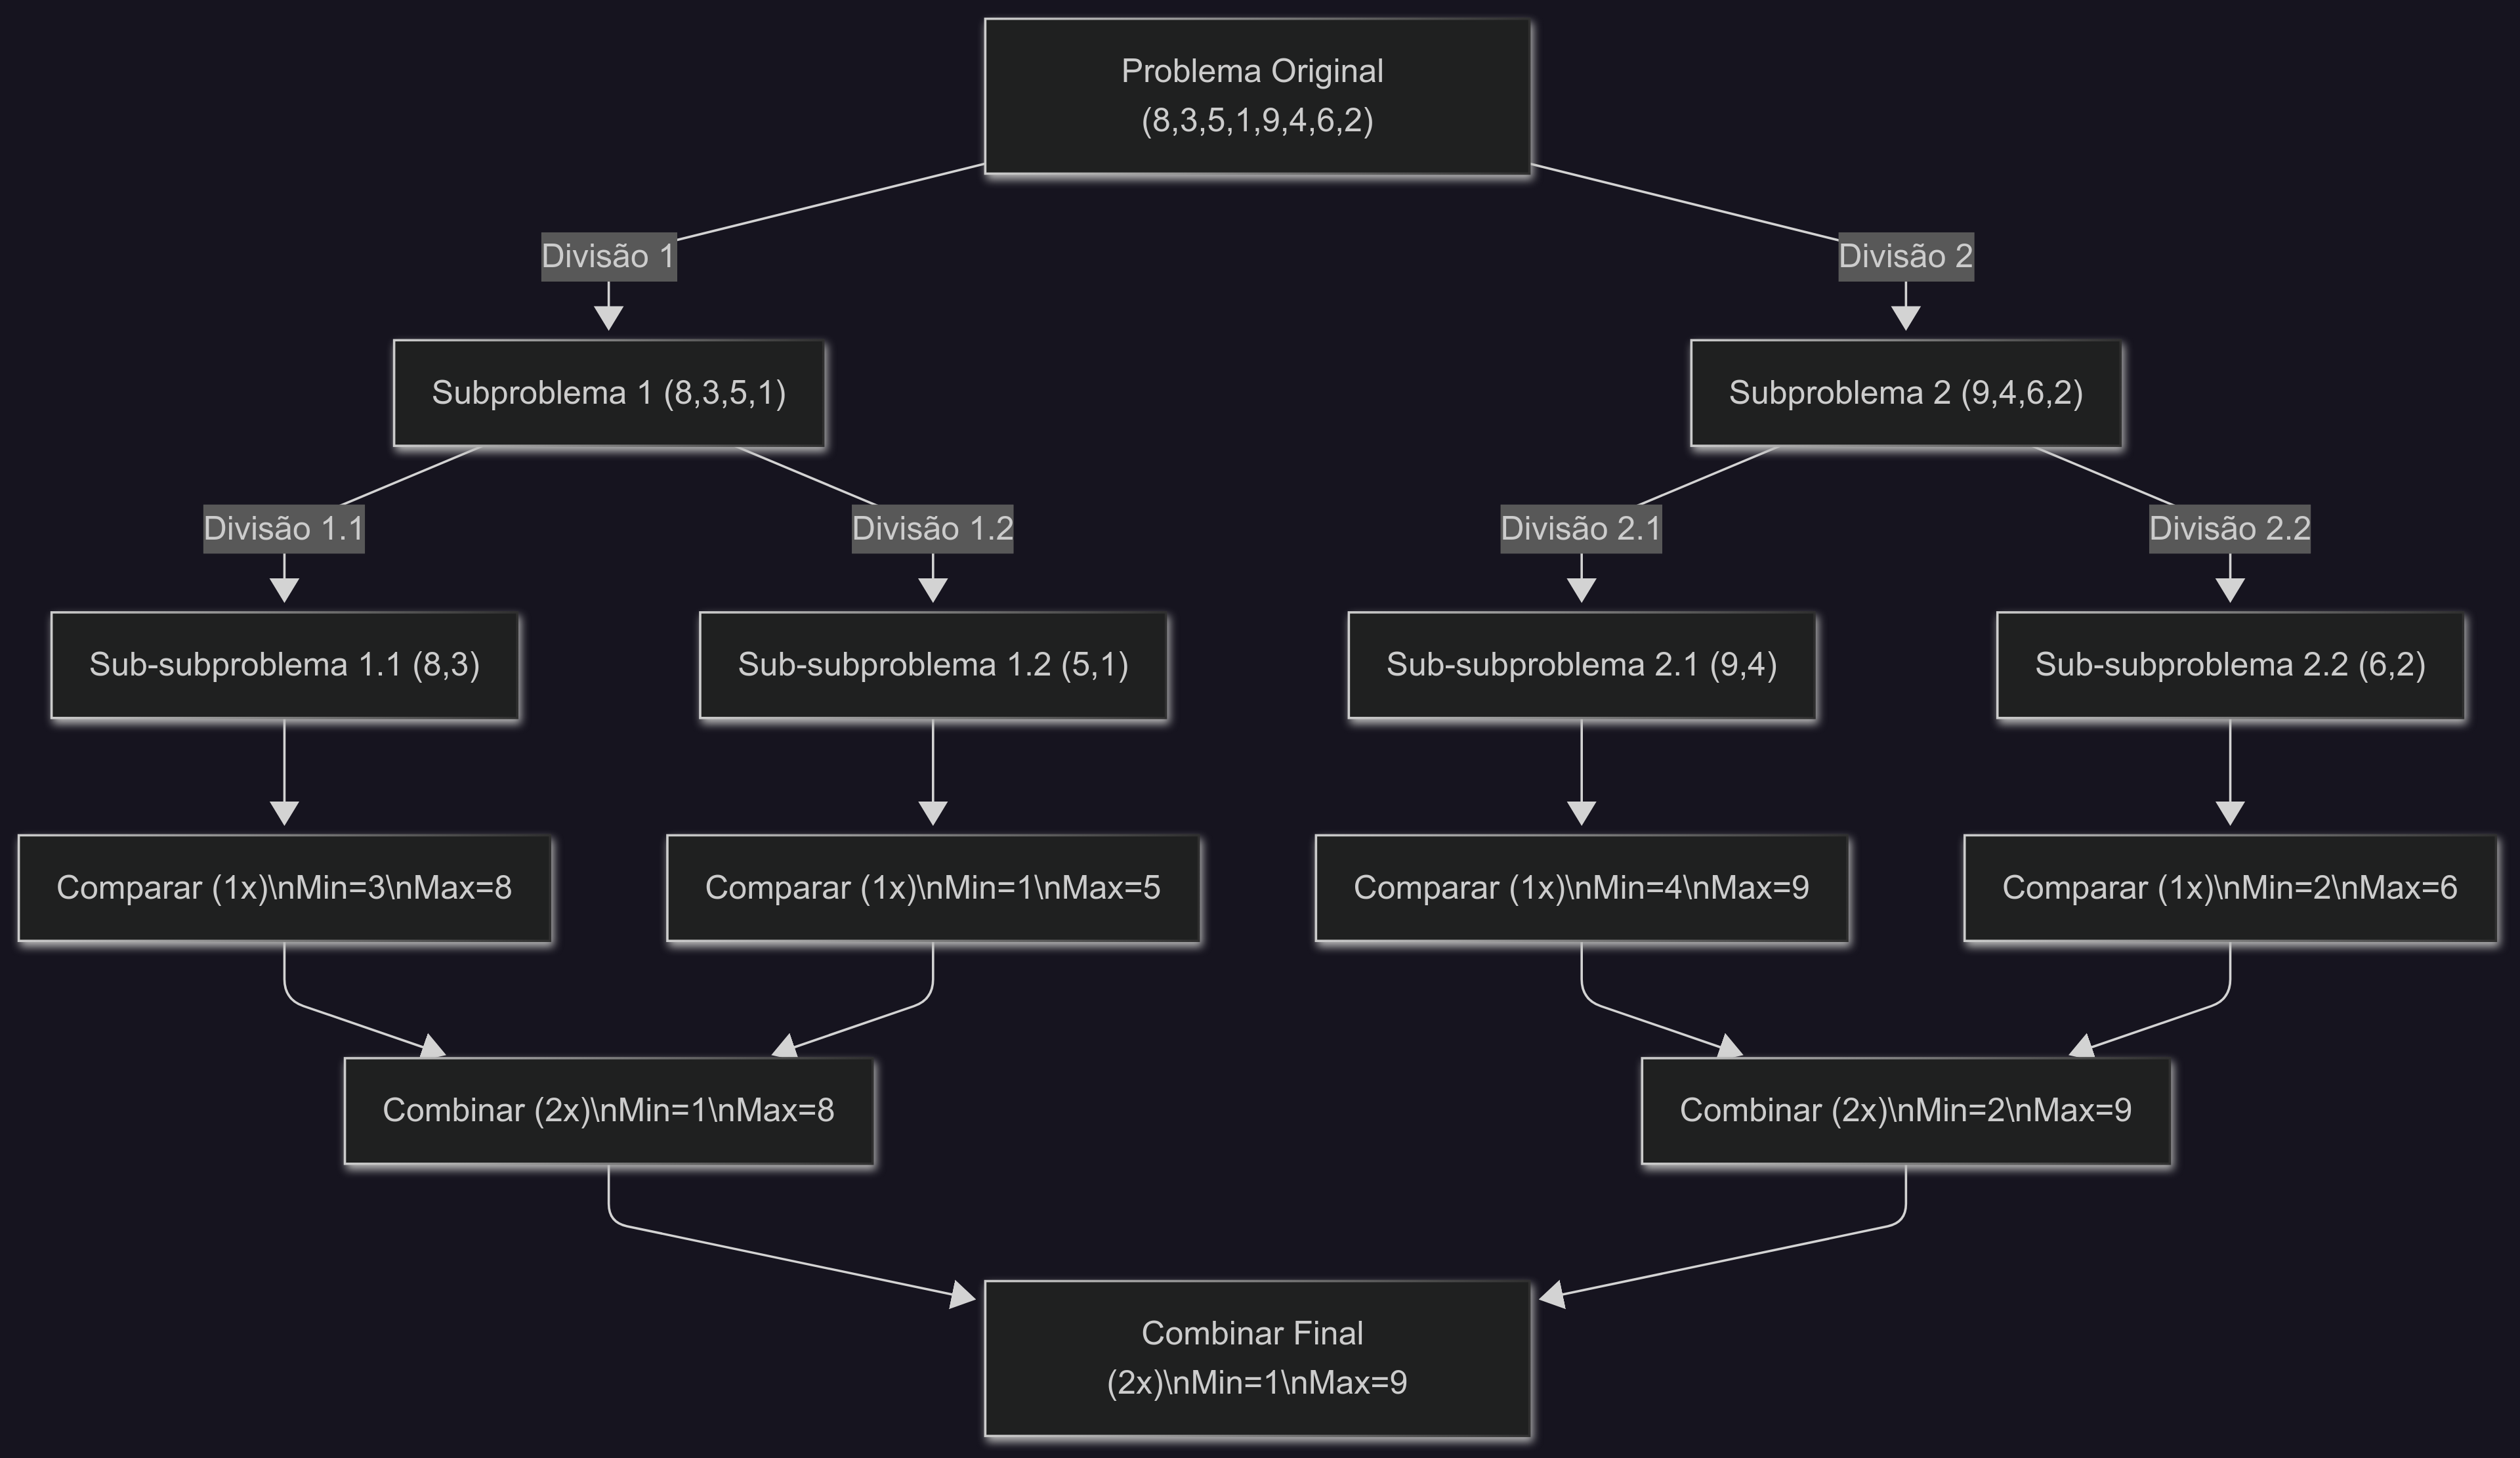 Problema Original
(8,3,5,1,9,4,6,2)
Divisão 1
Divisão 2
Subproblema 1 (8,3,5,1)
Subproblema 2 (9,4,6,2)
Divisão 1.1
Divisão 1.2
Divisão 2.1
Divisão 2.2
Sub-subproblema 1.1 (8,3)
Sub-subproblema 1.2 (5,1)
Sub-subproblema 2.1 (9,4)
Sub-subproblema 2.2 (6,2)
Comparar (1x)\nMin=3\nMax=8
Comparar (1x)\nMin=1\nMax=5
Comparar (1x)\nMin=4\nMax=9
Comparar (1x)\nMin=2\nMax=6
Combinar (2x)\nMin=1\nMax=8
Combinar (2x)\nMin=2\nMax=9
Combinar Final
(2x)\nMin=1\nMax=9